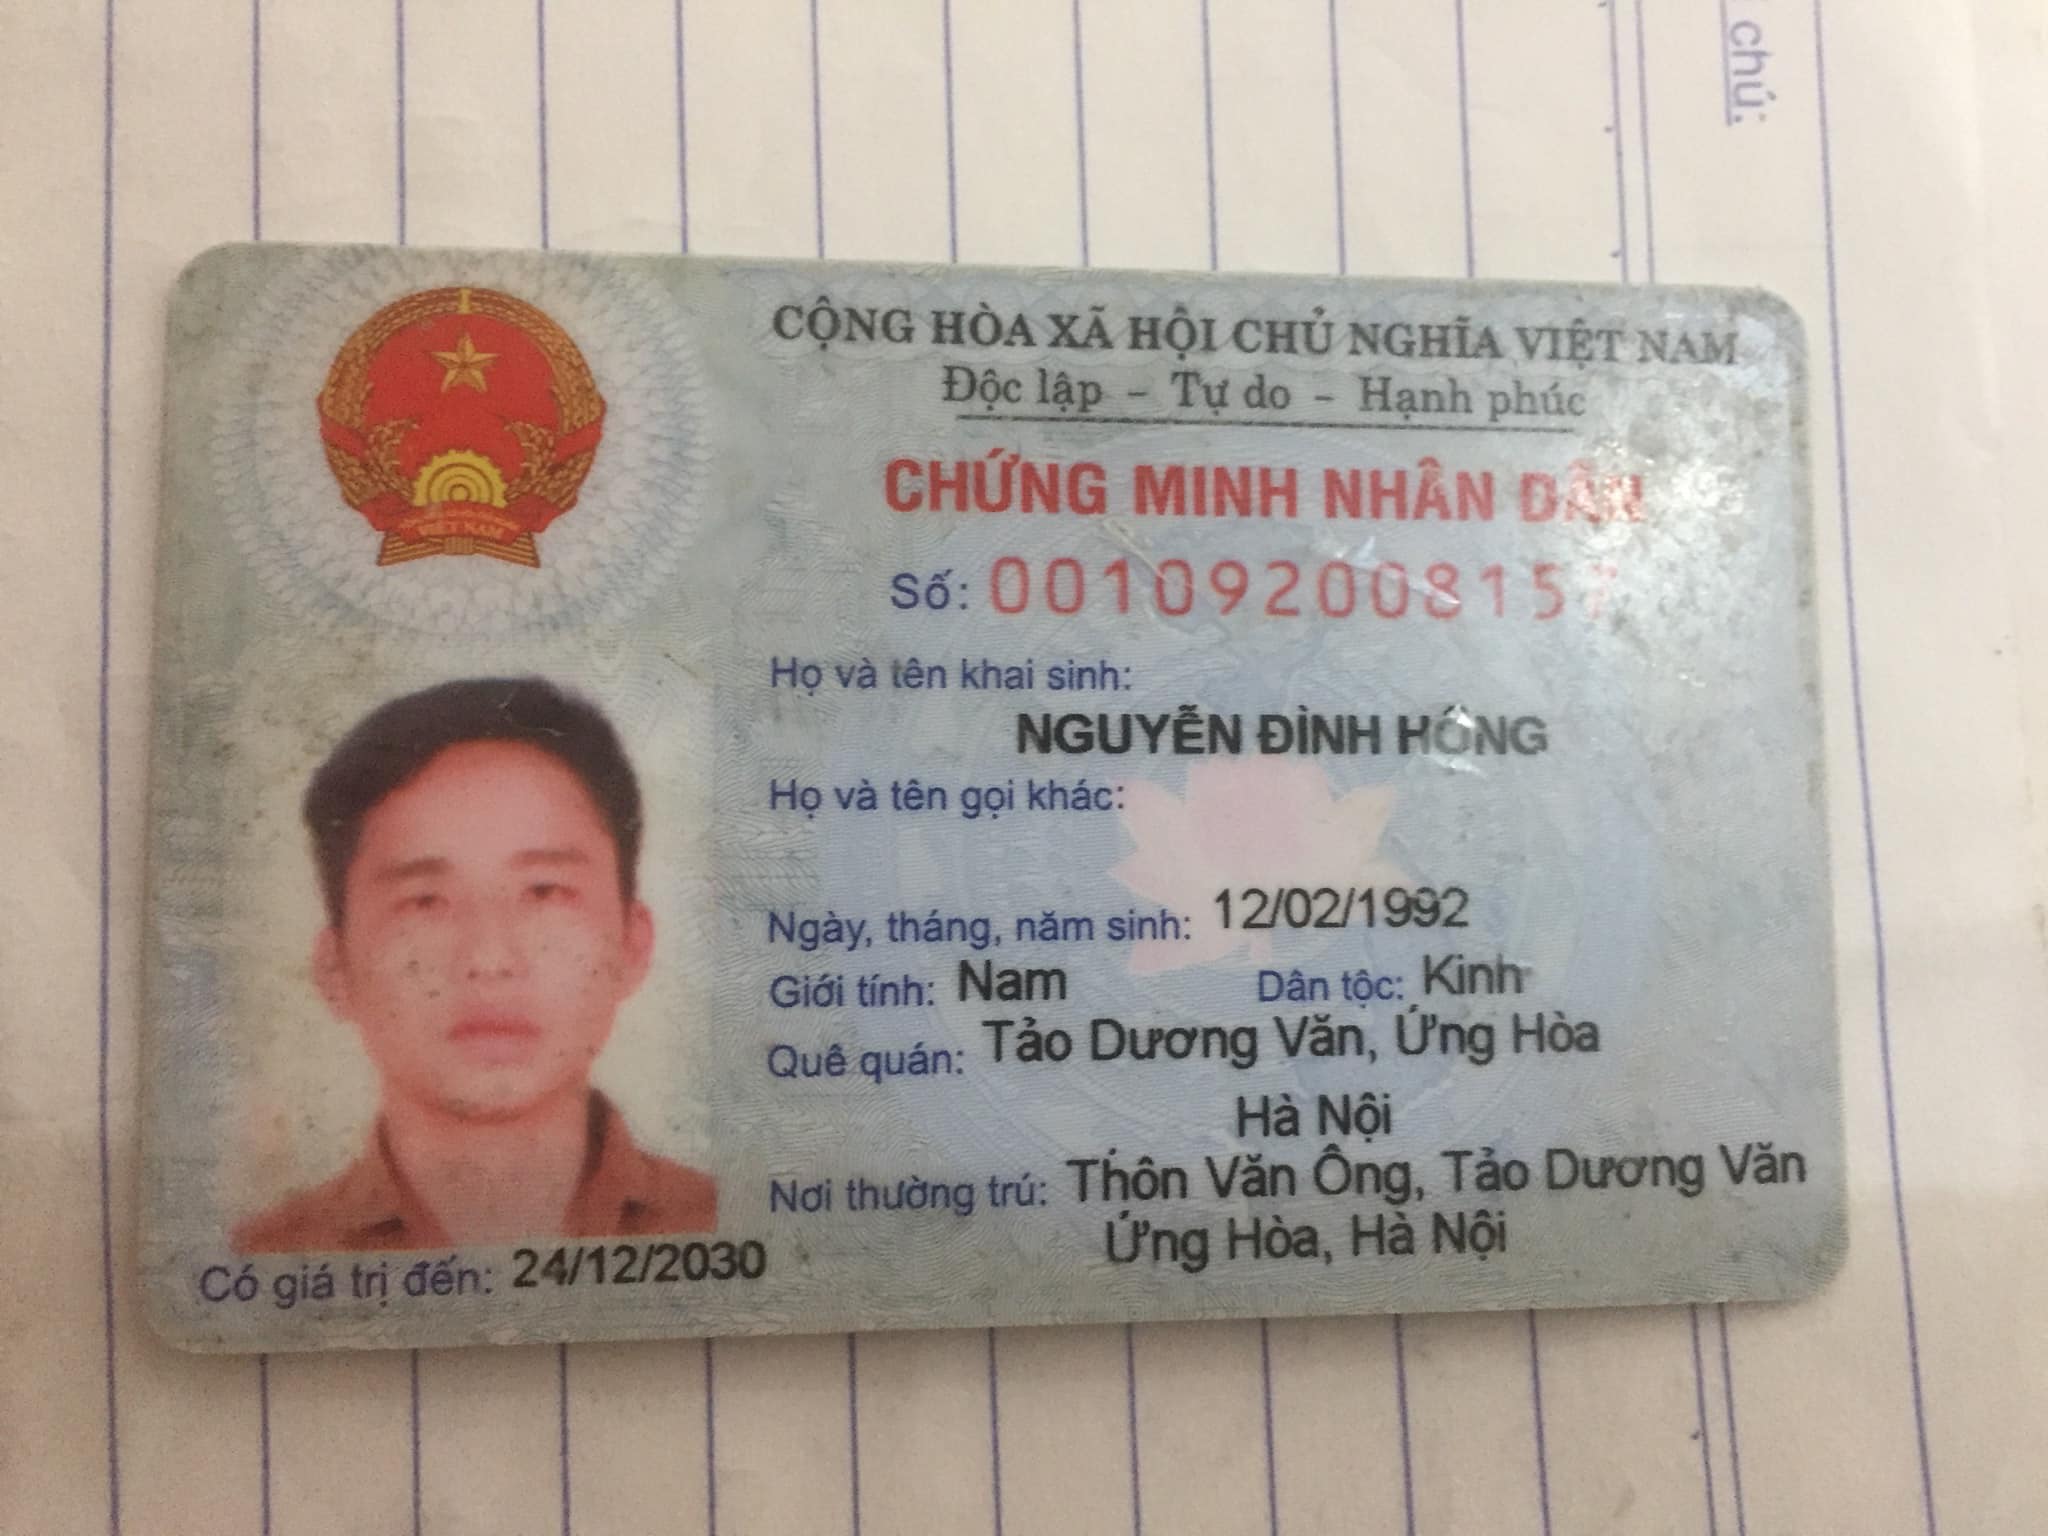 chú:
CỘNG HÒA XÃ HỘI CHỦ NGHĨA VIỆT NAM
Độc lập – Tự do – Hạnh phúc
VIỆT NAM
CHỨNG MINH NHÂN DÂN
Số:
Họ và tên khai sinh:
NGUYỄN ĐÌNH
Họ và tên gọi khác:
Ngày, tháng, năm sinh: 12/02/1992
Giới tính: Nam Dân tộc: Kinh
Quê quán: Tảo Dương Văn, Ứng Hòa
Hà Nội
Nơi thường trú: Thôn Văn Ông, Tảo Dương Văn
Ứng Hòa, Hà Nội
Có giá trị đến: 24/12/2030